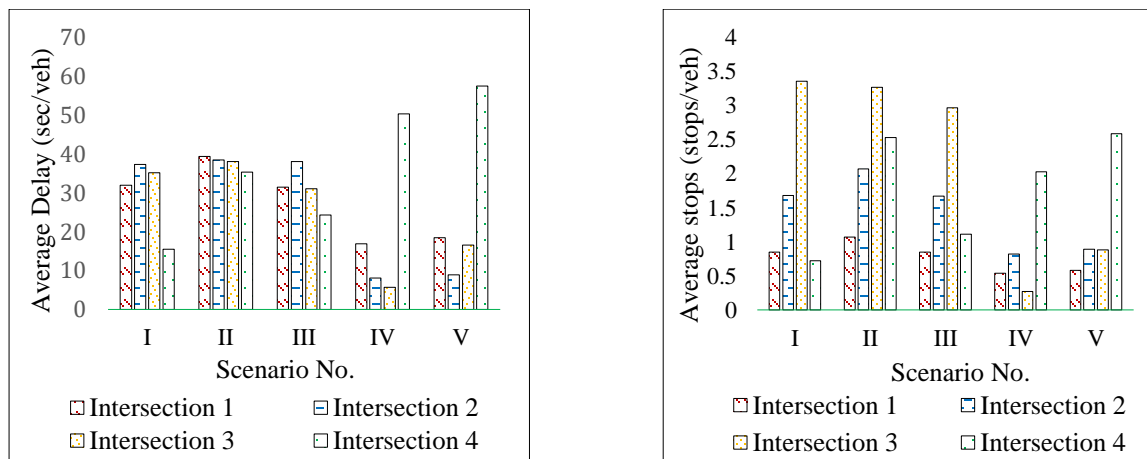 Average Delay (sec/veh)
70
60
50
40
30
20
10
0
I II III IV V
Scenario No.
Intersection 1 Intersection 2
Intersection 3 Intersection 4
Average stops (stops/veh)
4
3.5
3
2.5
2
1.5
1
0.5
0
I II III IV V
Scenario No.
Intersection 1 Intersection 2
Intersection 3 Intersection 4